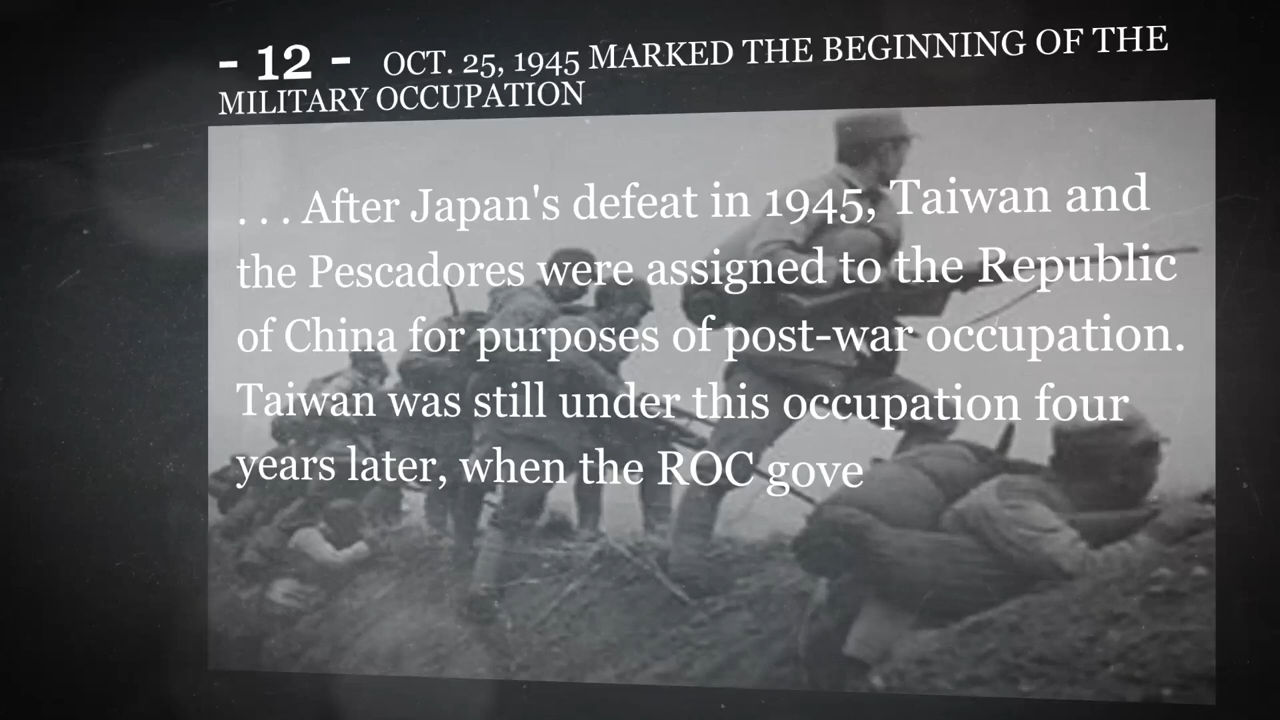 - 12 - OCT. 25, 1945 MARKED THE BEGINNING OF THE
MILITARY OCCUPATION
. . . After Japan's defeat in 1945, Taiwan and
the Pescadores were assigned to the Republic
of China for purposes of post-war occupation.
Taiwan was still under this occupation four
years later, when the ROC gove